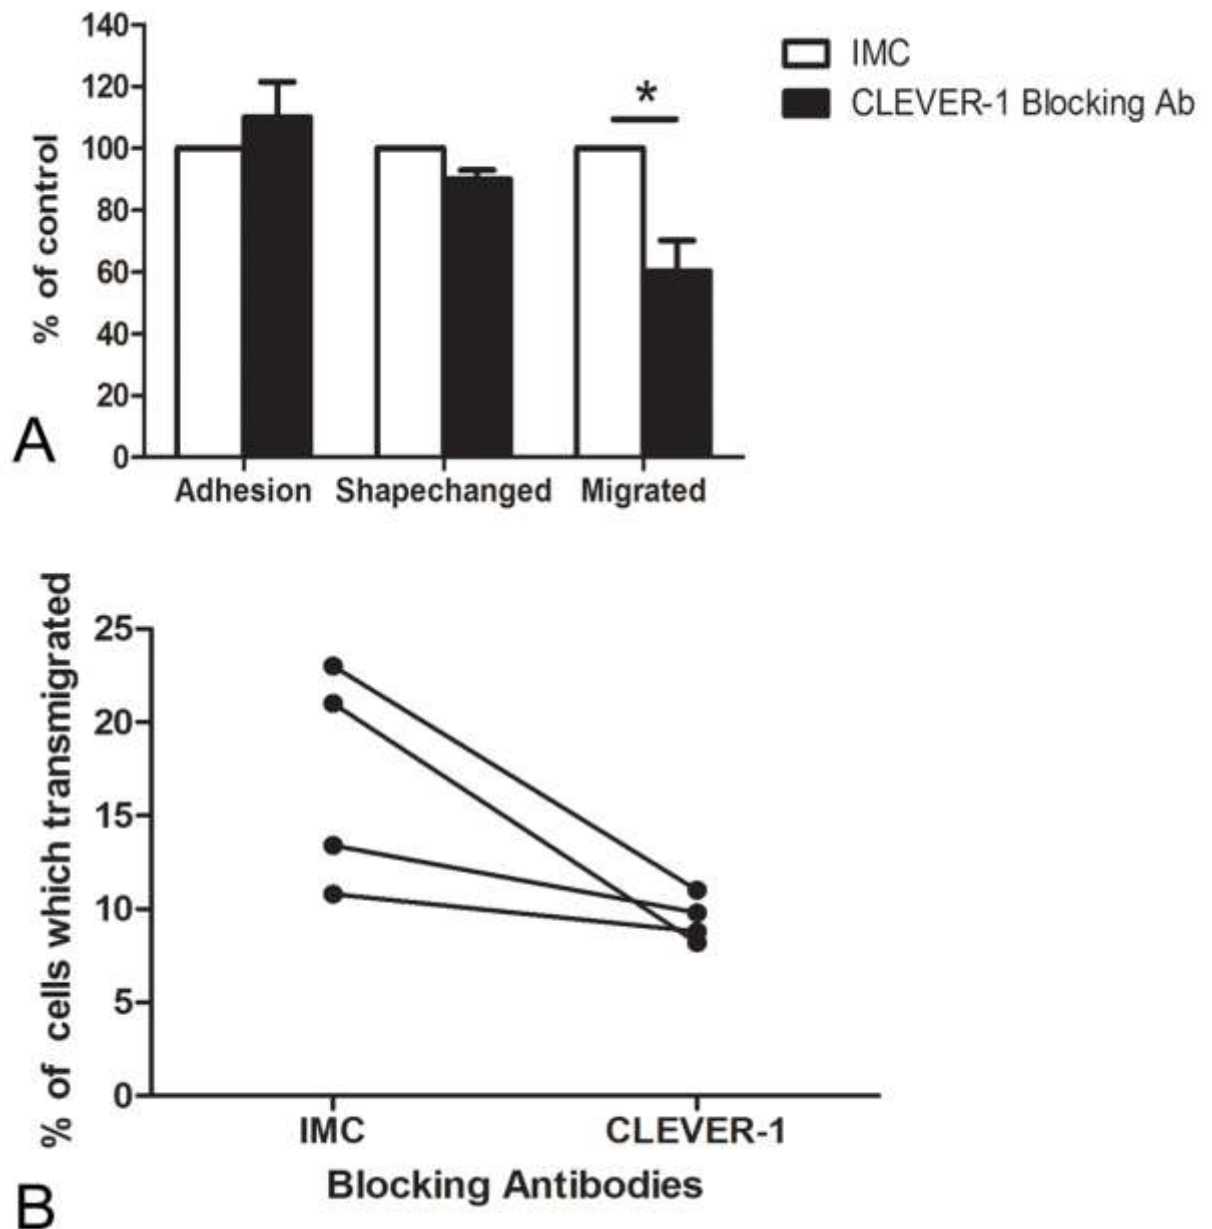 140
120
100
80
60
40
20
0
% of control
*
IMC
CLEVER-1 Blocking Ab
Adhesion Shapechanged Migrated
A
25
20
15
10
5
0
% of cells which transmigrated
IMC CLEVER-1
Blocking Antibodies
B